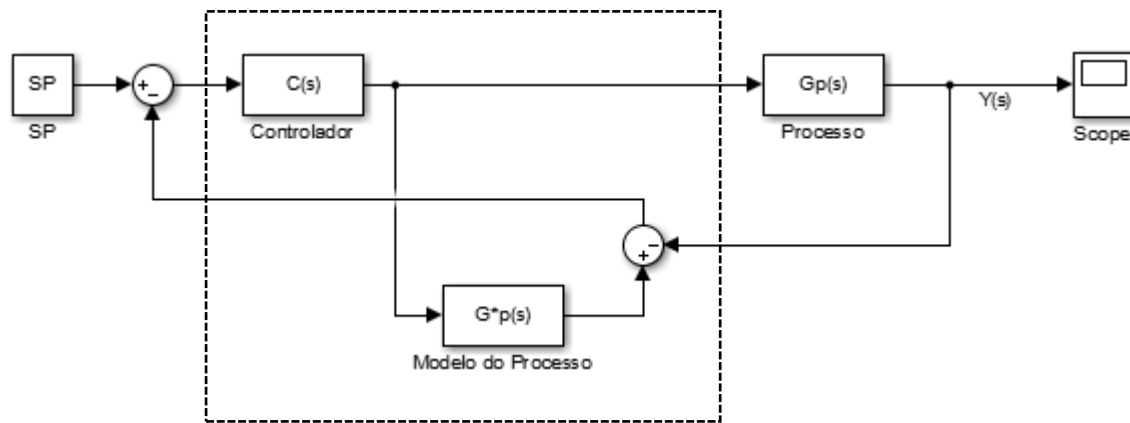 SP
SP
+
−
C(s)
Controlador
Gp(s)
Processo
Y(s)
Scope
−
+
G*p(s)
Modelo do Processo